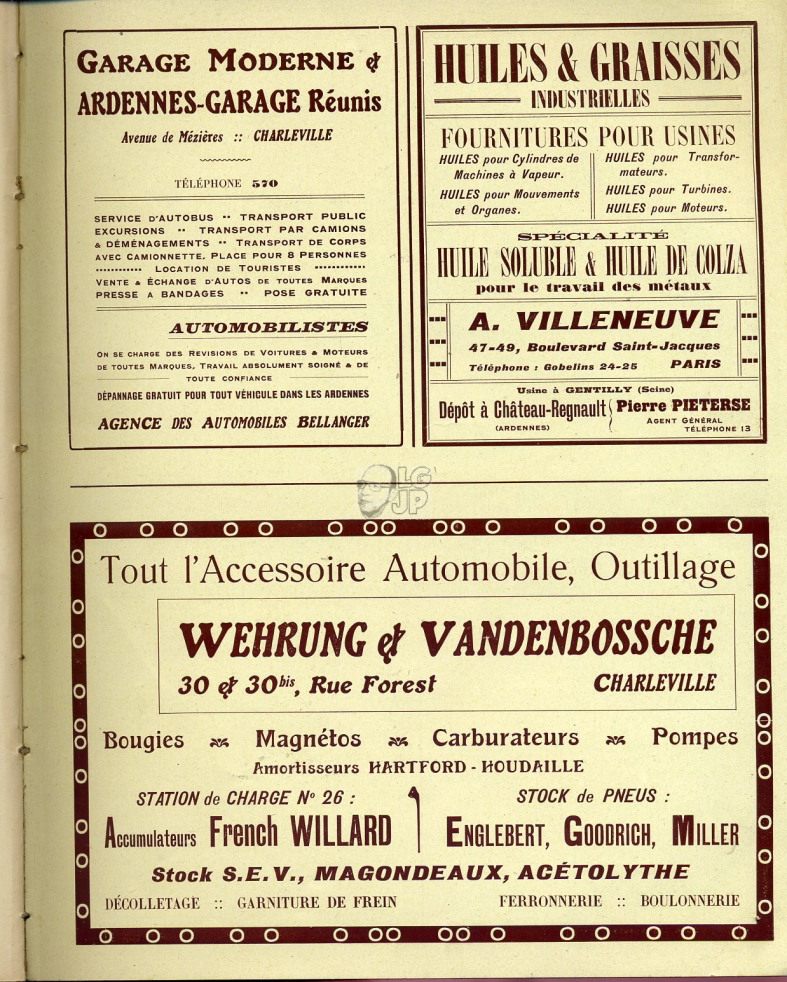 GARAGE MODERNE &
ARDENNES-GARAGE Réunis
Avenue de Mézières :: CHARLEVILLE
TÉLÉPHONE 570
SERVICE D'AUTOBUS ·· TRANSPORT PUBLIC
EXCURSIONS ·· TRANSPORT PAR CAMIONS
& DÉMÉNAGEMENTS ·· TRANSPORT DE CORPS
AVEC CAMIONNETTE, PLACE POUR 8 PERSONNES
············ LOCATION DE TOURISTES ············
VENTE & ÉCHANGE D'AUTOS DE TOUTES MARQUES
PRESSE A BANDAGES ·· POSE GRATUITE
AUTOMOBILISTES
ON SE CHARGE DES REVISIONS DE VOITURES & MOTEURS
DE TOUTES MARQUES, TRAVAIL ABSOLUMENT SOIGNÉ & DE
TOUTE CONFIANCE
DÉPANNAGE GRATUIT POUR TOUT VÉHICULE DANS LES ARDENNES
AGENCE DES AUTOMOBILES BELLANGER
HUILES & GRAISSES
INDUSTRIELLES
FOURNITURES POUR USINES
HUILES pour Cylindres de
Machines à Vapeur.
HUILES pour Mouvements
et Organes.
HUILES pour Transfor-
mateurs.
HUILES pour Turbines.
HUILES pour Moteurs.
SPÉCIALITÉ
HUILE SOLUBLE & HUILE DE COLZA
pour le travail des métaux
A. VILLENEUVE
47-49, Boulevard Saint-Jacques
Téléphone : Gobelins 24-25 PARIS
Usine à GENTILLY (Seine)
Dépôt à Château-Regnault
(ARDENNES)
Pierre PIETERSE
AGENT GÉNÉRAL
TÉLÉPHONE 13
LG
JP
Tout l'Accessoire Automobile, Outillage
WEHRUNG & VANDENBOSSCHE
30 & 30bis, Rue Forest CHARLEVILLE
Bougies Magnétos Carburateurs Pompes
Amortisseurs HARTFORD - HOUDAILLE
STATION de CHARGE No 26 :
Accumulateurs French WILLARD
STOCK de PNEUS :
ENGLEBERT, GOODRICH, MILLER
Stock S.E.V., MAGONDEAUX, ACÉTOLYTHE
DÉCOLLETAGE :: GARNITURE DE FREIN FERRONNERIE :: BOULONNERIE